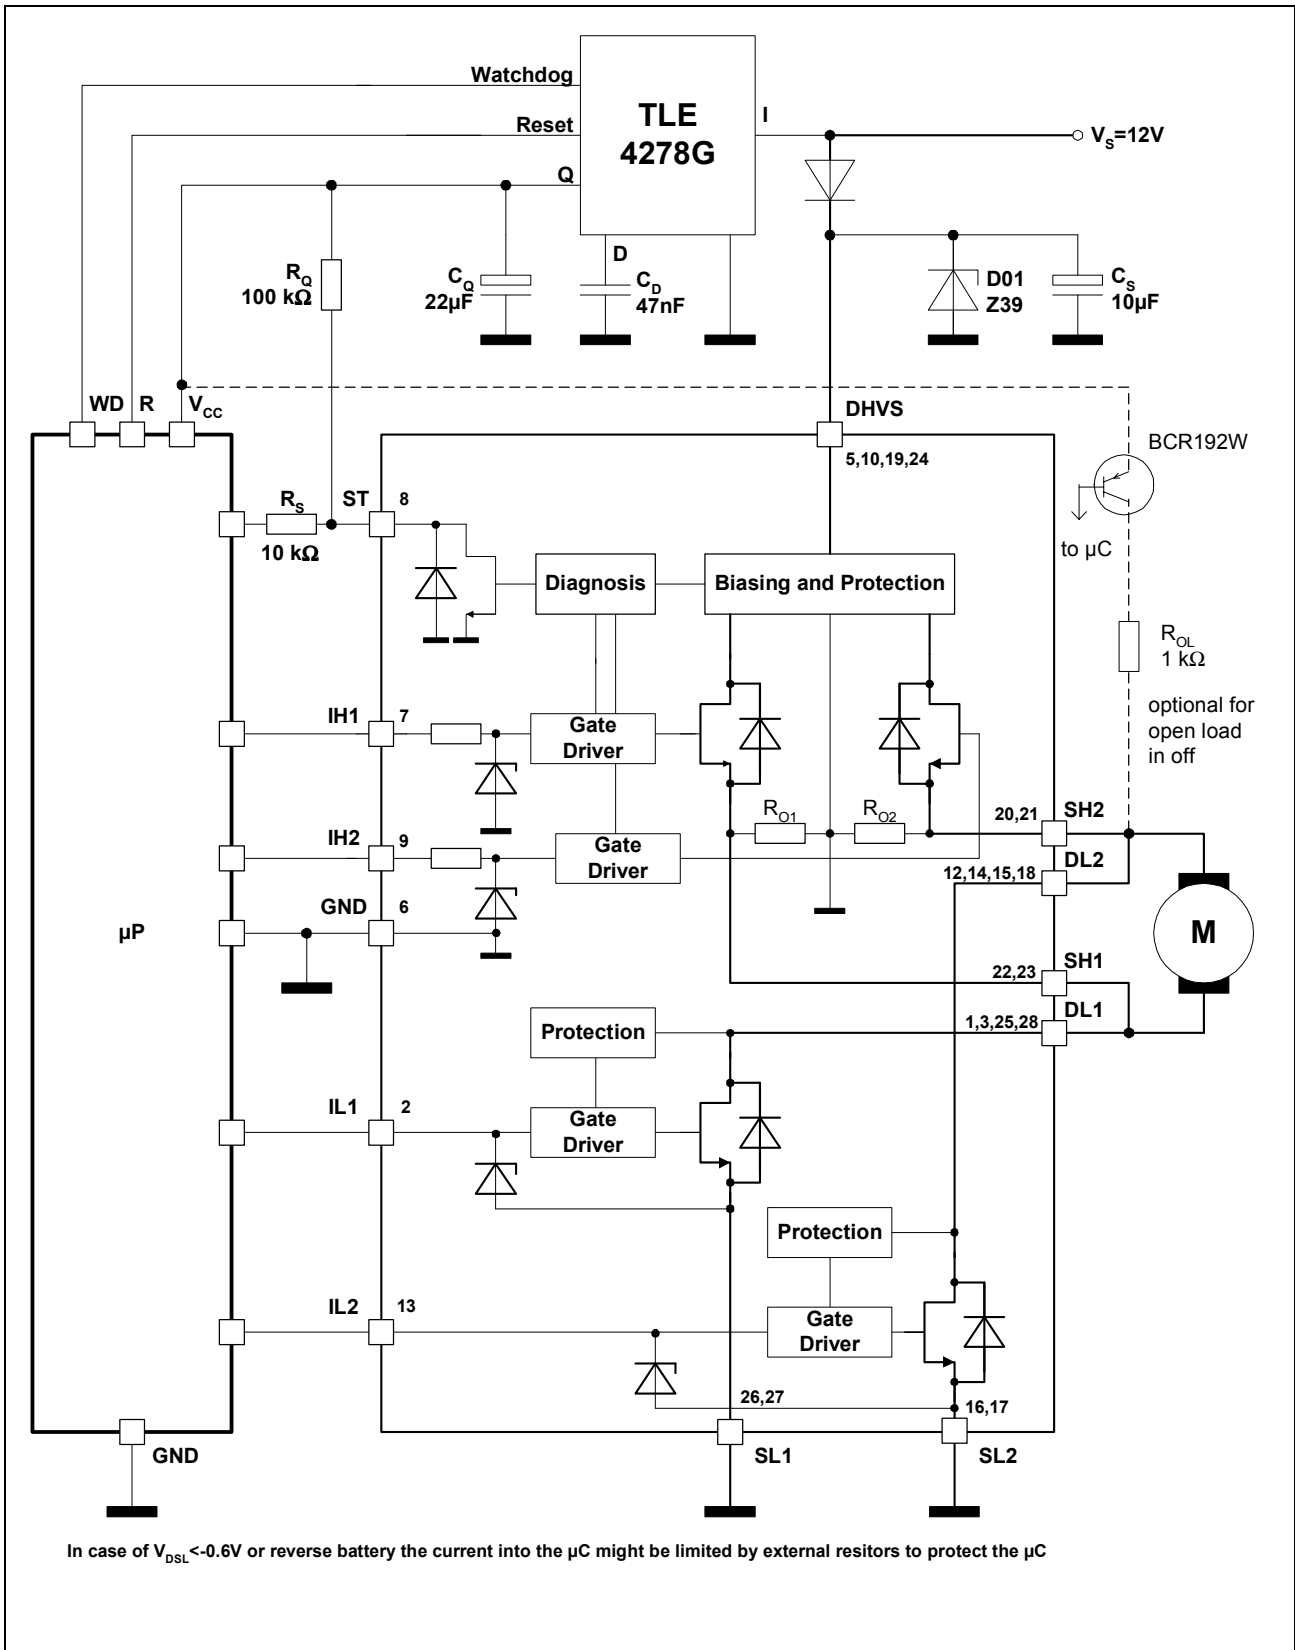 Watchdog
TLE
4278G
I
Reset
V_S=12V
Q
D
R_Q
100 kΩ
C_Q
22µF
C_D
47nF
D01
Z39
C_S
10µF
WD
R
V_CC
DHVS
5,10,19,24
BCR192W
to µC
R_S
10 kΩ
ST
8
Diagnosis
Biasing and Protection
R_OL
1 kΩ
optional for
open load
in off
IH1
7
Gate
Driver
R_O1
R_O2
20,21
SH2
IH2
9
Gate
Driver
12,14,15,18
DL2
GND
6
µP
M
22,23
SH1
1,3,25,28
DL1
Protection
IL1
2
Gate
Driver
Protection
IL2
13
Gate
Driver
26,27
16,17
GND
SL1
SL2
In case of V_DSL<-0.6V or reverse battery the current into the µC might be limited by external resitors to protect the µC